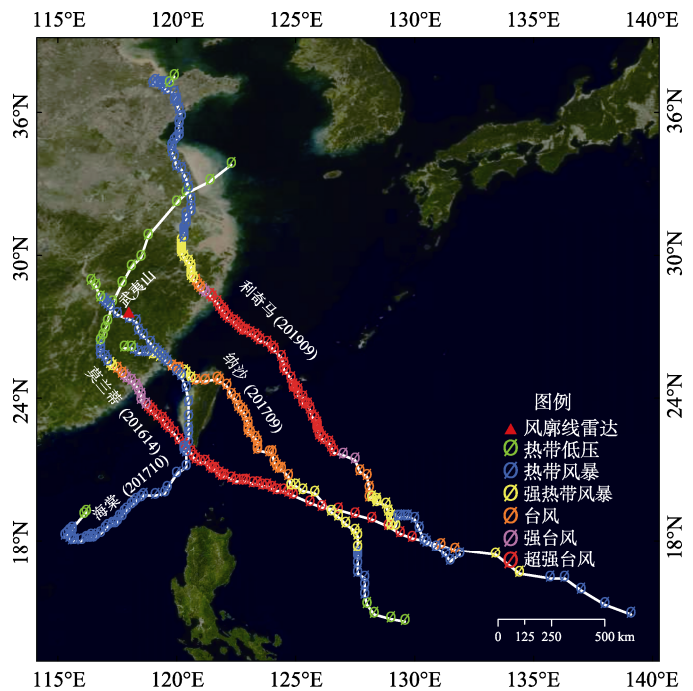 115°E 120°E 125°E 130°E 135°E 140°E
36°N
36°N
30°N
30°N
武夷山
利奇马 (201909)
纳沙 (201709)
24°N
24°N
莫兰蒂 (201614)
海棠 (201710)
18°N
18°N
图例
风廓线雷达
热带低压
热带风暴
强热带风暴
台风
强台风
超强台风
0 125 250 500 km
115°E 120°E 125°E 130°E 135°E 140°E